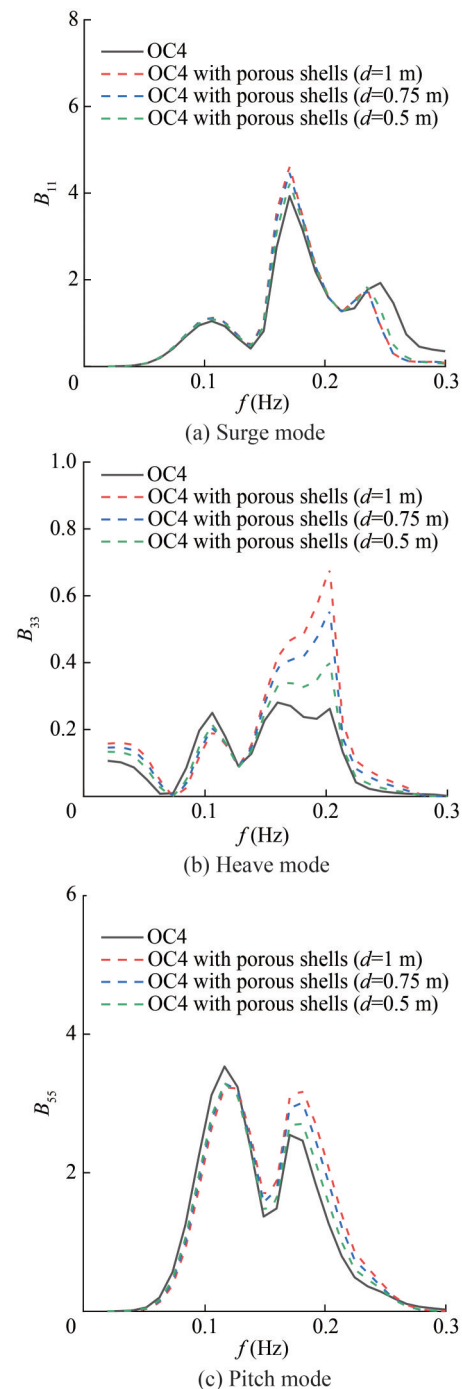 8
OC4
OC4 with porous shells (d=1 m)
OC4 with porous shells (d=0.75 m)
6
OC4 with porous shells (d=0.5 m)
B11
4
2
0
0.1
0.2
0.3
f (Hz)
(a) Surge mode
1.0
OC4
OC4 with porous shells (d=1 m)
0.8
OC4 with porous shells (d=0.75 m)
OC4 with porous shells (d=0.5 m)
0.6
B33
0.4
0.2
0
0.1
0.2
0.3
f (Hz)
(b) Heave mode
6
OC4
OC4 with porous shells (d=1 m)
OC4 with porous shells (d=0.75 m)
OC4 with porous shells (d=0.5 m)
4
B55
2
0
0.1
0.2
0.3
f (Hz)
(c) Pitch mode